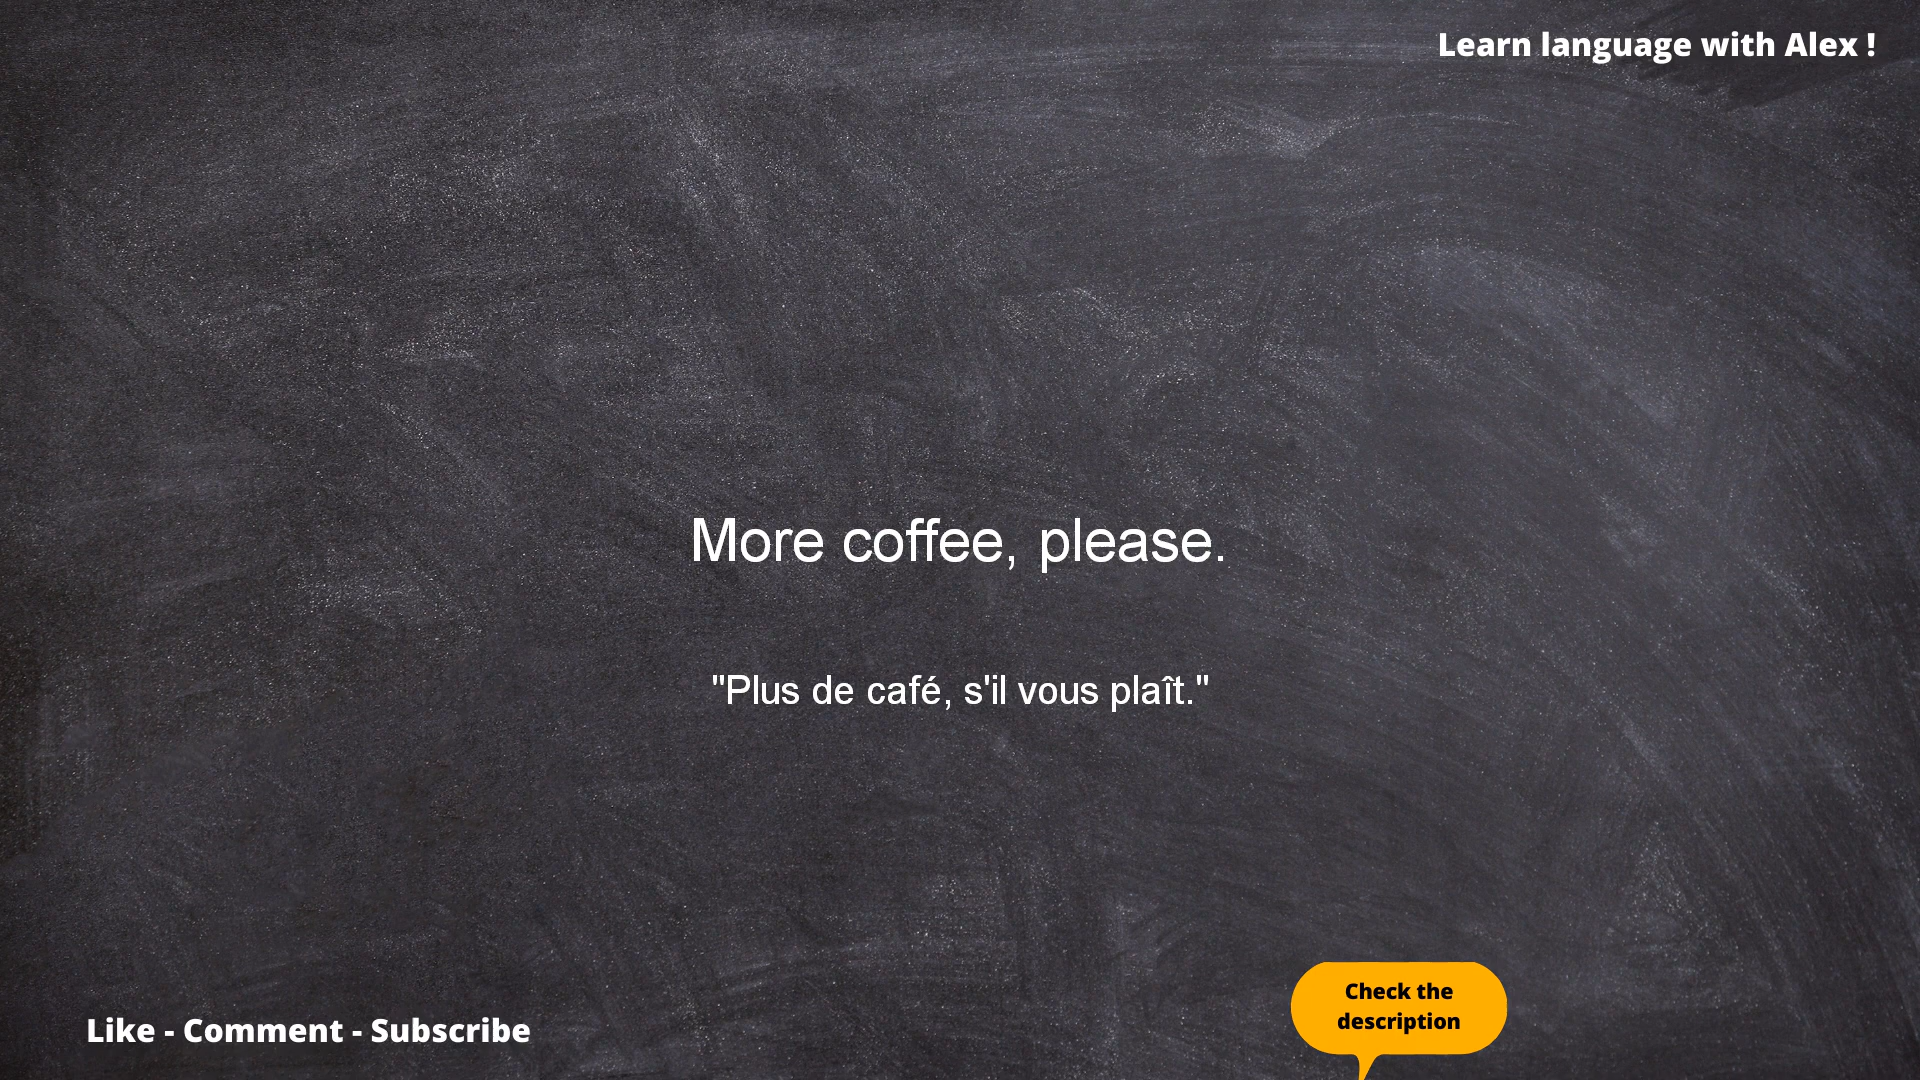 Learn language with Alex !
More coffee, please.
"Plus de café, s'il vous plaît."
Check the
description
Like - Comment - Subscribe